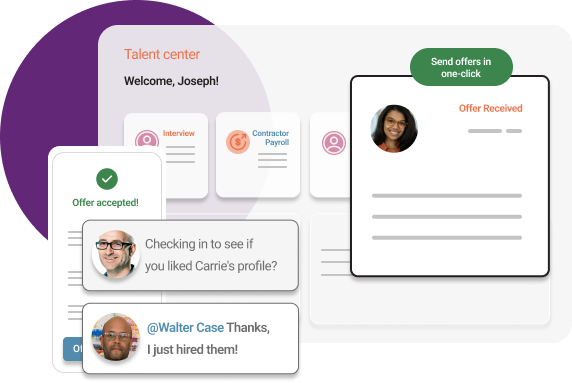 Talent center
Welcome, Joseph!
Send offers in
one-click
Offer Received
Interview
Contractor
Payroll
Offer accepted!
Checking in to see if
you liked Carrie's profile?
@Walter Case Thanks,
I just hired them!